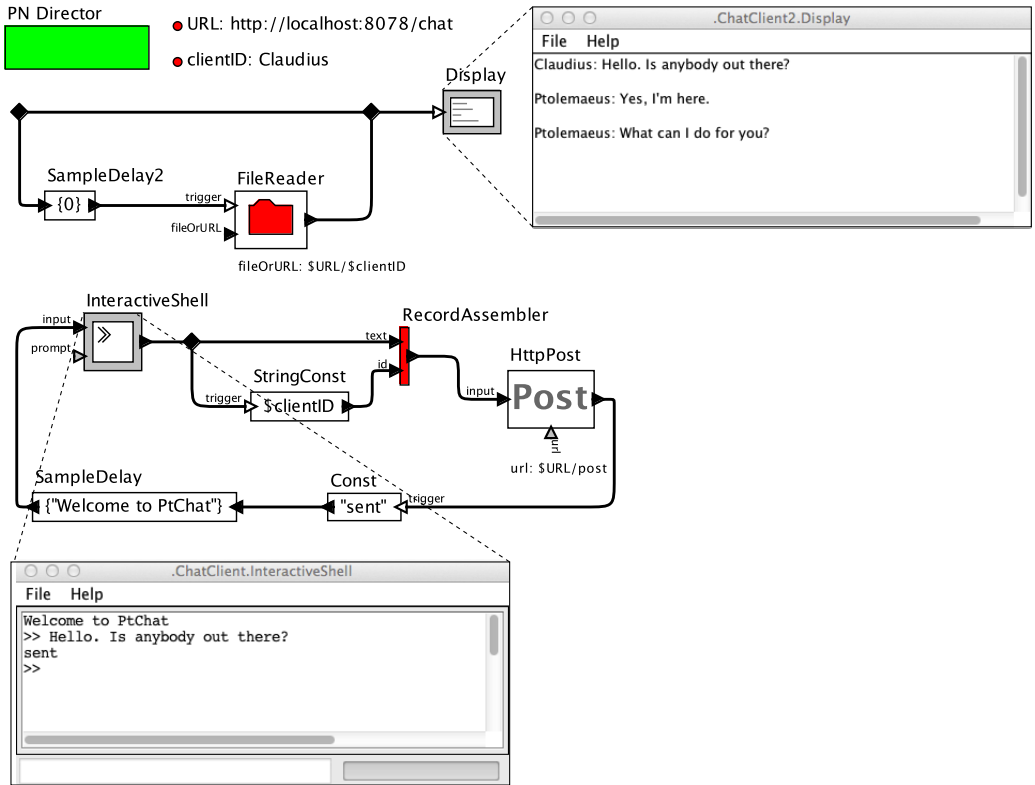 PN Director
URL: http://localhost:8078/chat
clientID: Claudius
Display
.ChatClient2.Display
File Help
Claudius: Hello. Is anybody out there?
Ptolemaeus: Yes, I'm here.
Ptolemaeus: What can I do for you?
SampleDelay2
{0}
FileReader
trigger
fileOrURL
fileOrURL: $URL/$clientID
InteractiveShell
input
>>
prompt
RecordAssembler
text
id
StringConst
trigger
$clientID
HttpPost
input
Post
url
url: $URL/post
SampleDelay
{"Welcome to PtChat"}
Const
"sent"
trigger
.ChatClient.InteractiveShell
File Help
Welcome to PtChat
>> Hello. Is anybody out there?
sent
>>